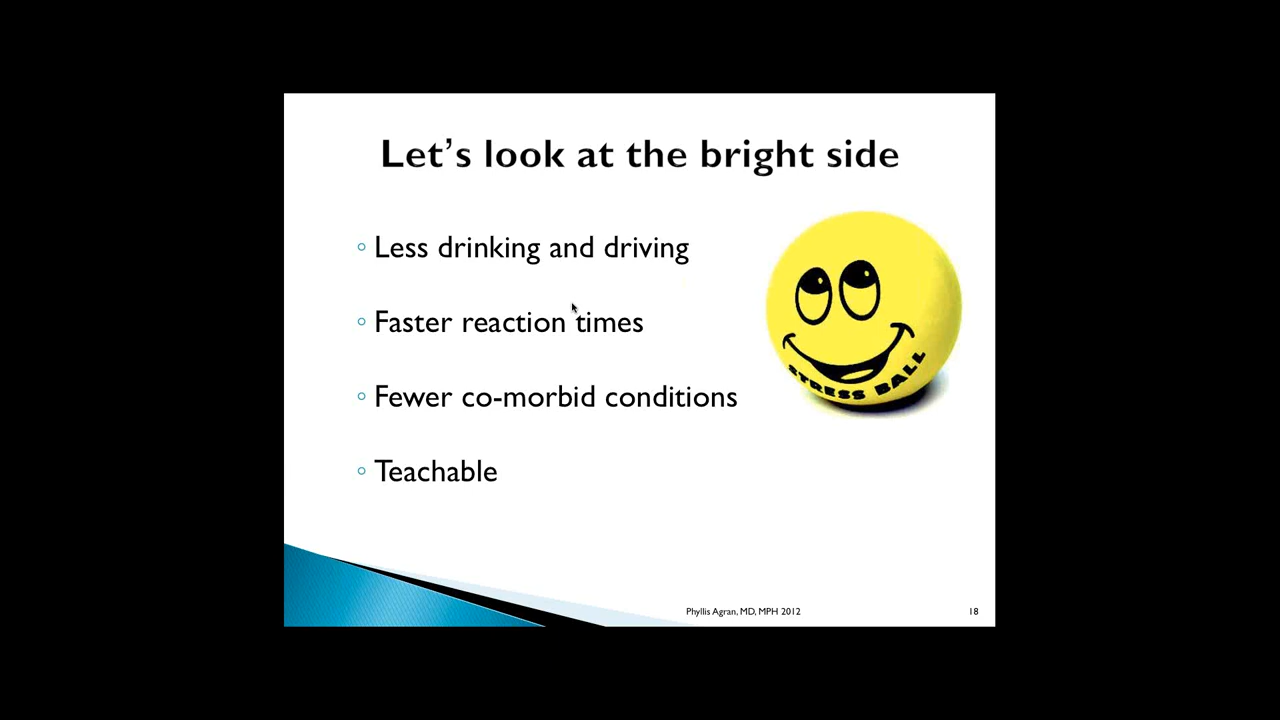 Let’s look at the bright side
Less drinking and driving
Faster reaction times
Fewer co-morbid conditions
Teachable
STRESS BALL
Phyllis Agran, MD, MPH 2012
18